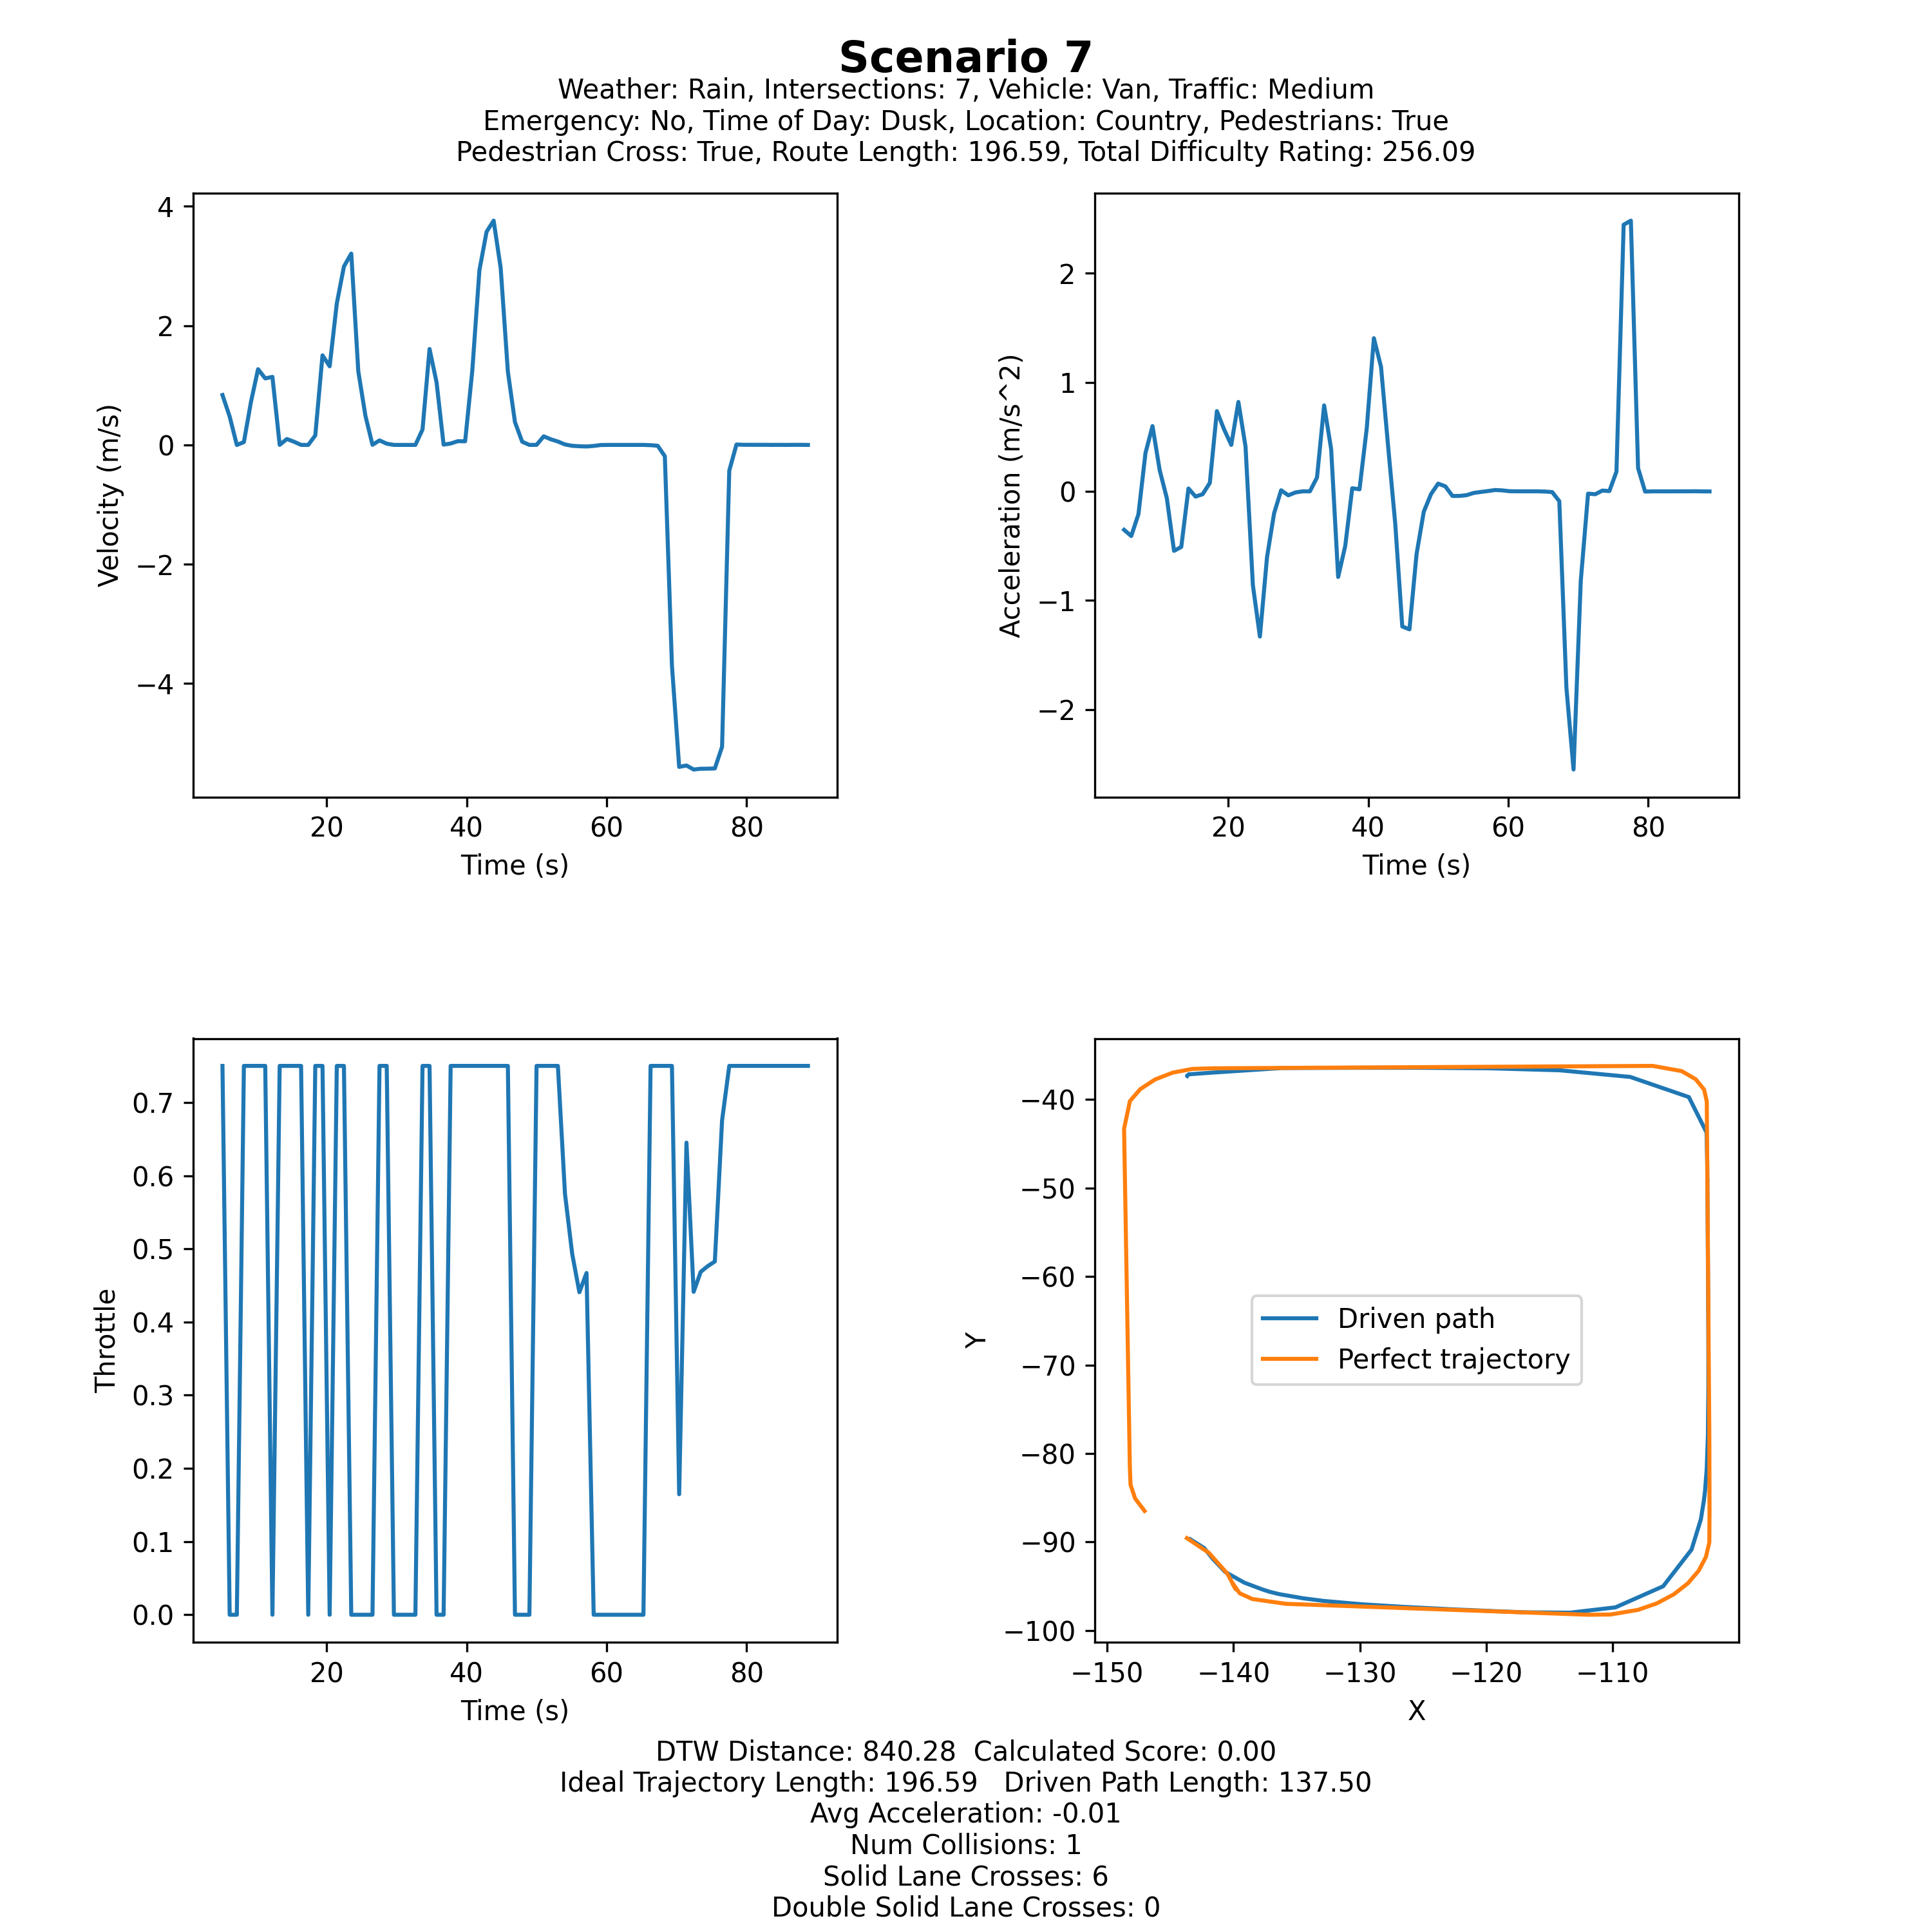 Scenario 7
Weather: Rain, Intersections: 7, Vehicle: Van, Traffic: Medium
Emergency: No, Time of Day: Dusk, Location: Country, Pedestrians: True
Pedestrian Cross: True, Route Length: 196.59, Total Difficulty Rating: 256.09
4
2
0
−2
−4
Velocity (m/s)
20 40 60 80
Time (s)
2
1
0
−1
−2
Acceleration (m/s^2)
20 40 60 80
Time (s)
0.7
0.6
0.5
0.4
0.3
0.2
0.1
0.0
Throttle
20 40 60 80
Time (s)
−40
−50
−60
−70
−80
−90
−100
Y
Driven path
Perfect trajectory
−150 −140 −130 −120 −110
X
DTW Distance: 840.28 Calculated Score: 0.00
Ideal Trajectory Length: 196.59 Driven Path Length: 137.50
Avg Acceleration: -0.01
Num Collisions: 1
Solid Lane Crosses: 6
Double Solid Lane Crosses: 0